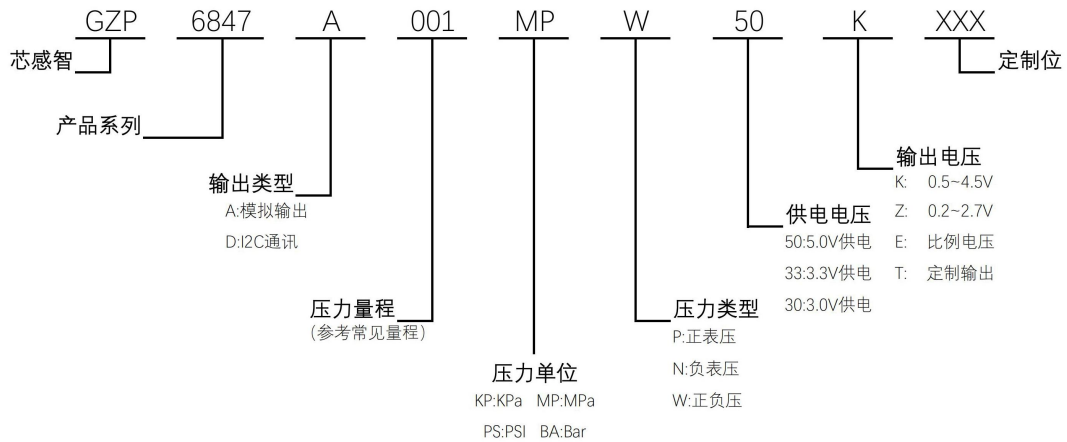 GZP 6847 A 001 MP W 50 K XXX
芯感智
定制位
产品系列
输出类型
A:模拟输出
D:I2C通讯
压力量程
(参考常见量程)
压力单位
KP:KPa MP:MPa
PS:PSI BA:Bar
压力类型
P:正表压
N:负表压
W:正负压
供电电压
50:5.0V供电
33:3.3V供电
30:3.0V供电
输出电压
K: 0.5~4.5V
Z: 0.2~2.7V
E: 比例电压
T: 定制输出